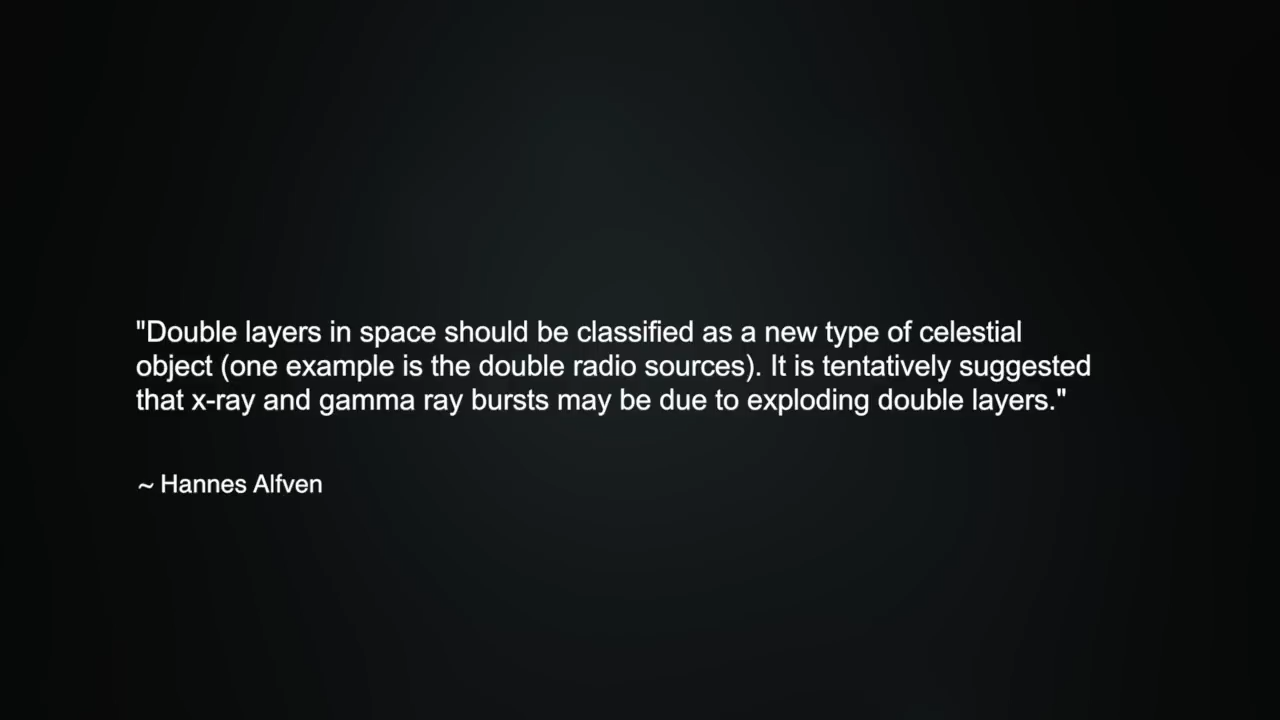 "Double layers in space should be classified as a new type of celestial
object (one example is the double radio sources). It is tentatively suggested
that x-ray and gamma ray bursts may be due to exploding double layers."
~ Hannes Alfven